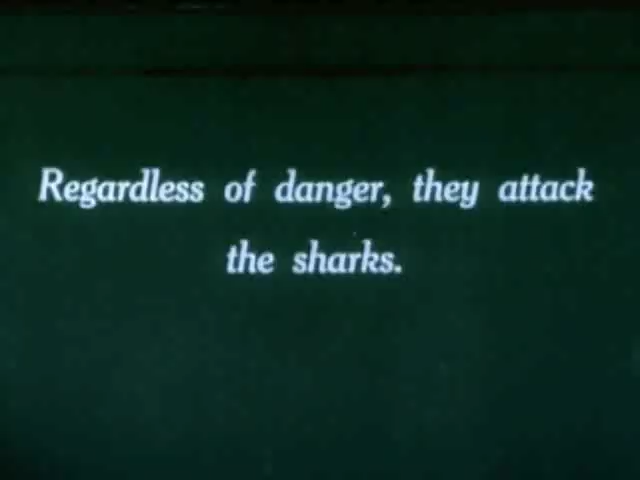 Regardless of danger, they attack
the sharks.